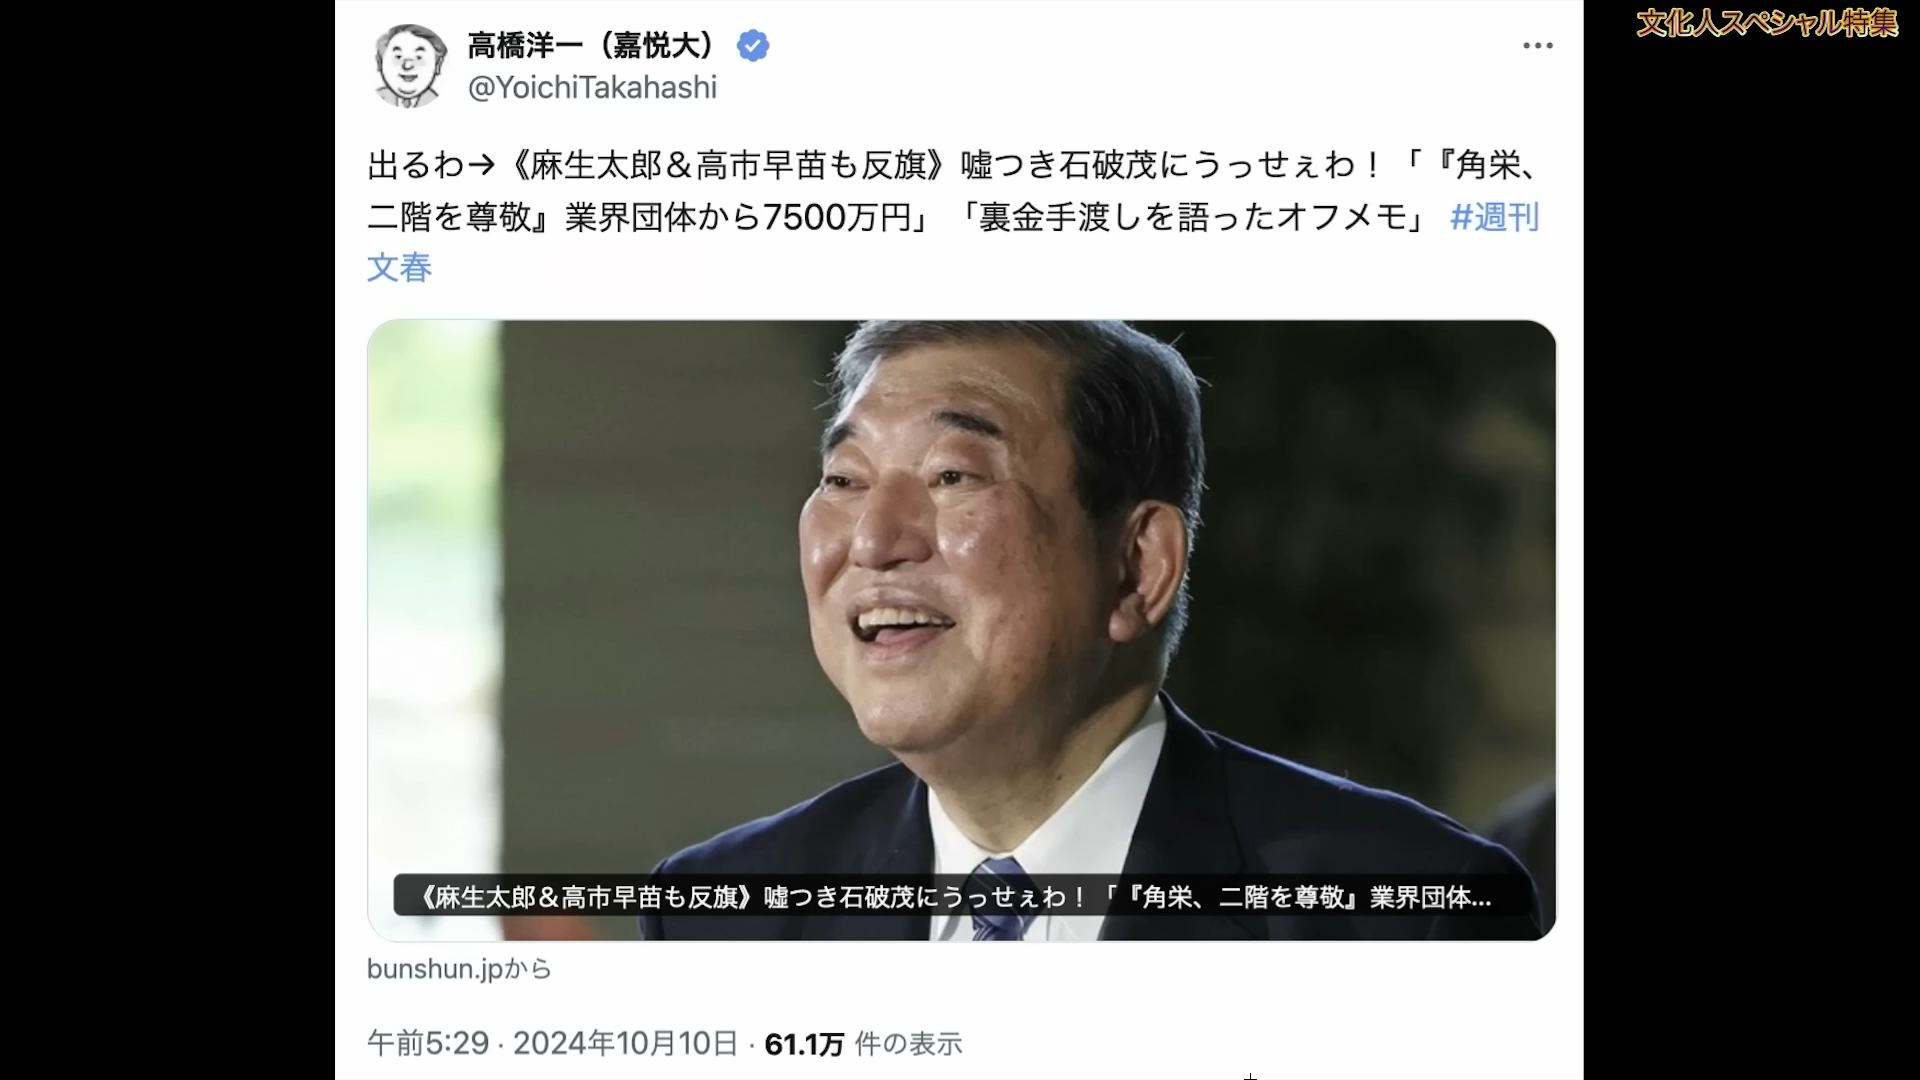 文化人スペシャル特集
高橋洋一（嘉悦大）
@YoichiTakahashi
出るわ→《麻生太郎＆高市早苗も反旗》嘘つき石破茂にうっせぇわ！「『角栄、
二階を尊敬』業界団体から7500万円」「裏金手渡しを語ったオフメモ」 #週刊
文春
《麻生太郎＆高市早苗も反旗》嘘つき石破茂にうっせぇわ！「『角栄、二階を尊敬』業界団体...
bunshun.jpから
午前5:29 · 2024年10月10日 · 61.1万 件の表示